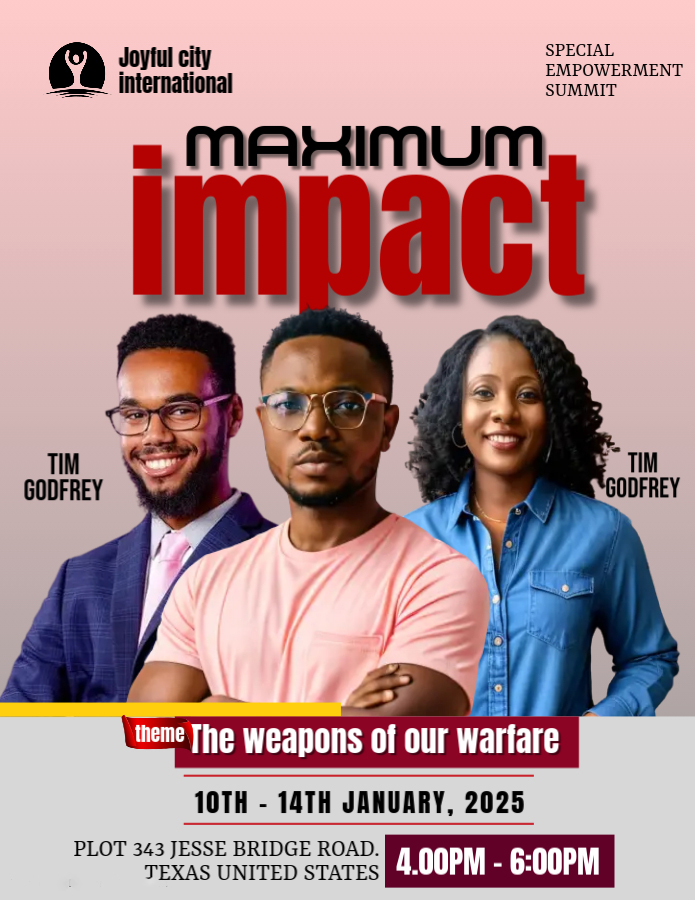 Joyful city
international
SPECIAL
EMPOWERMENT
SUMMIT
MAXIMUM
impact
TIM
GODFREY
TIM
GODFREY
theme The weapons of our warfare
10TH - 14TH JANUARY, 2025
PLOT 343 JESSE BRIDGE ROAD.
TEXAS UNITED STATES
4.00PM - 6:00PM